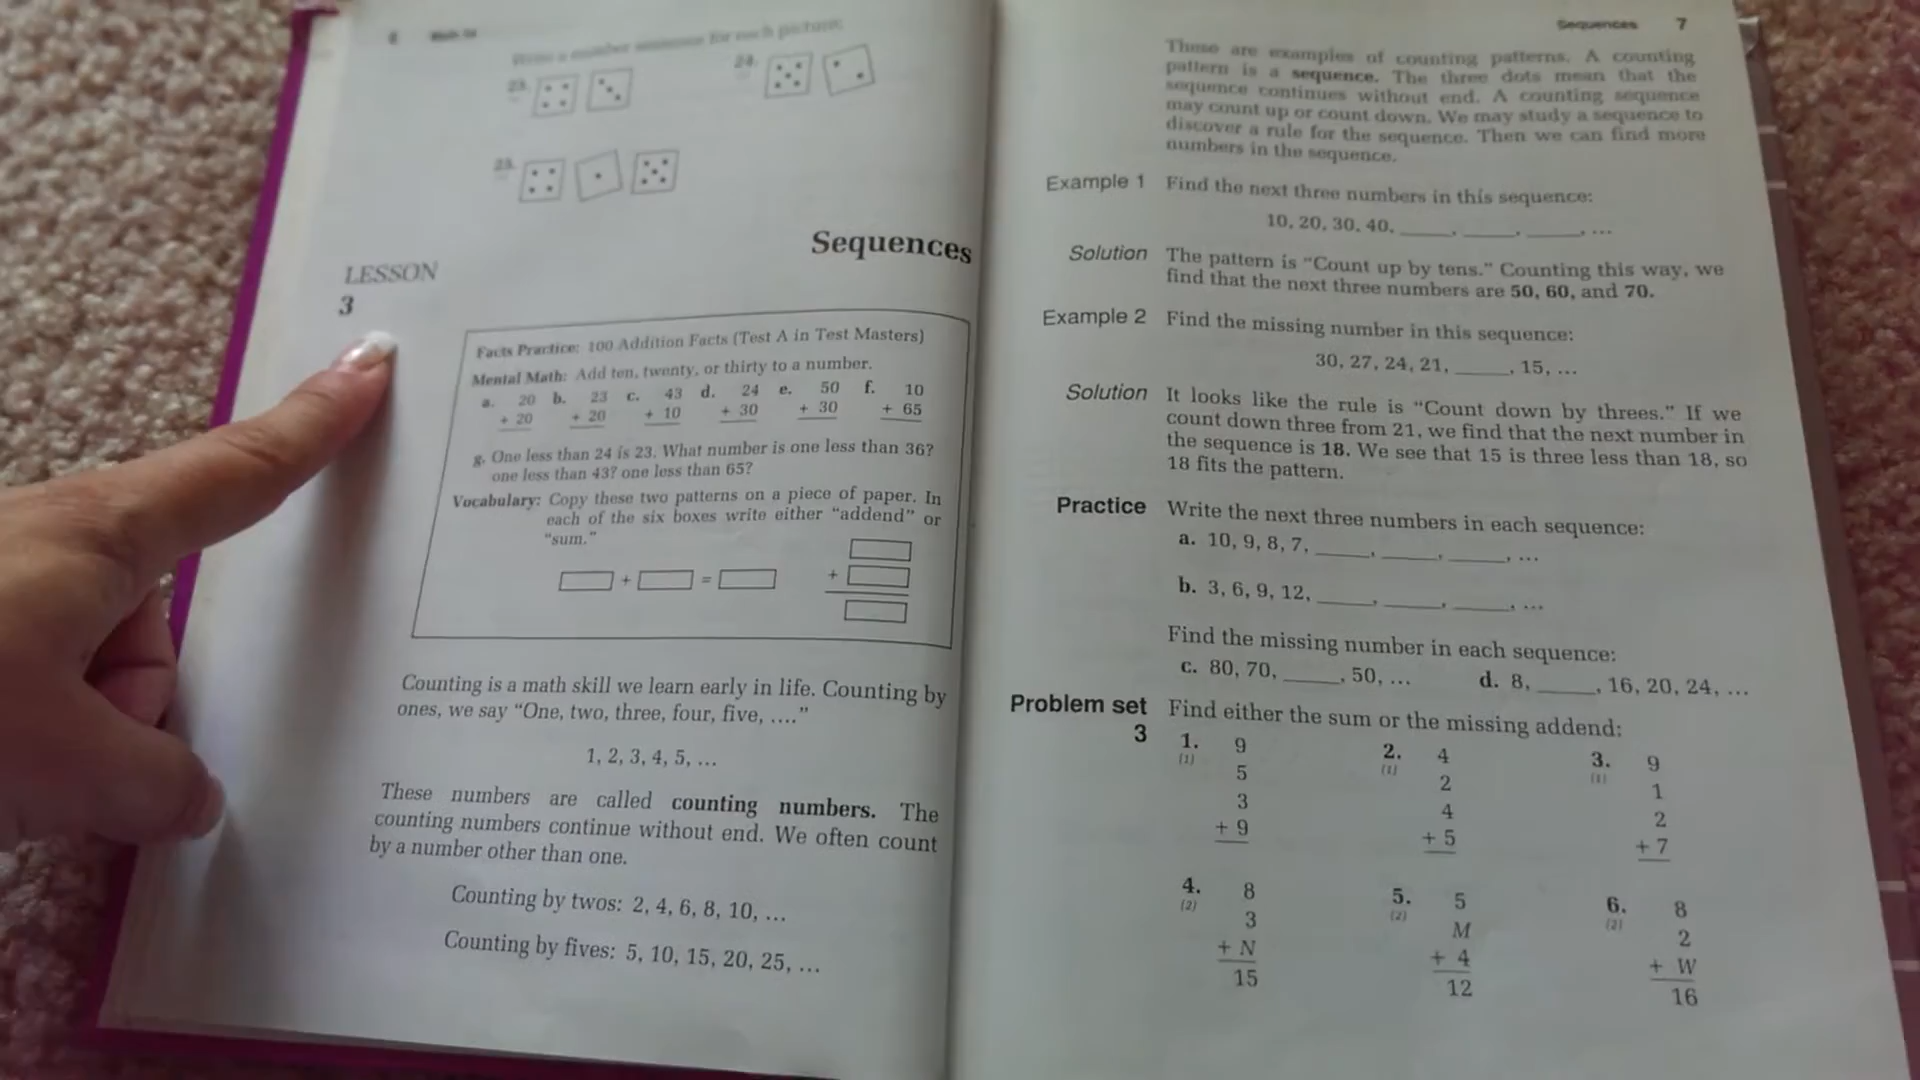 6 Math 54
Write a number sentence for each picture:
23. 24.
25.
Sequences
LESSON
3
Facts Practice: 100 Addition Facts (Test A in Test Masters)
Mental Math: Add ten, twenty, or thirty to a number.
a. 20 b. 23 c. 43 d. 24 e. 50 f. 10
+ 20 + 20 + 10 + 30 + 30 + 65
g. One less than 24 is 23. What number is one less than 36?
one less than 43? one less than 65?
Vocabulary: Copy these two patterns on a piece of paper. In
each of the six boxes write either “addend” or
“sum.”
+ = +
Counting is a math skill we learn early in life. Counting by
ones, we say “One, two, three, four, five, ....”
1, 2, 3, 4, 5, ...
These numbers are called counting numbers. The
counting numbers continue without end. We often count
by a number other than one.
Counting by twos: 2, 4, 6, 8, 10, ...
Counting by fives: 5, 10, 15, 20, 25, ...
Sequences 7
These are examples of counting patterns. A counting
pattern is a sequence. The three dots mean that the
sequence continues without end. A counting sequence
may count up or count down. We may study a sequence to
discover a rule for the sequence. Then we can find more
numbers in the sequence.
Example 1 Find the next three numbers in this sequence:
10, 20, 30, 40, ____, ____, ____, ...
Solution The pattern is “Count up by tens.” Counting this way, we
find that the next three numbers are 50, 60, and 70.
Example 2 Find the missing number in this sequence:
30, 27, 24, 21, ____, 15, ...
Solution It looks like the rule is “Count down by threes.” If we
count down three from 21, we find that the next number in
the sequence is 18. We see that 15 is three less than 18, so
18 fits the pattern.
Practice Write the next three numbers in each sequence:
a. 10, 9, 8, 7, ____, ____, ____, ...
b. 3, 6, 9, 12, ____, ____, ____, ...
Find the missing number in each sequence:
c. 80, 70, ____, 50, ... d. 8, ____, 16, 20, 24, ...
Problem set Find either the sum or the missing addend:
3 1. 9 2. 4 3. 9
(1) 5 (1) 2 (1) 1
3 4 2
+ 9 + 5 + 7
4. 8 5. 5 6. 8
(2) 3 (2) M (2) 2
+ N + 4 + W
15 12 16